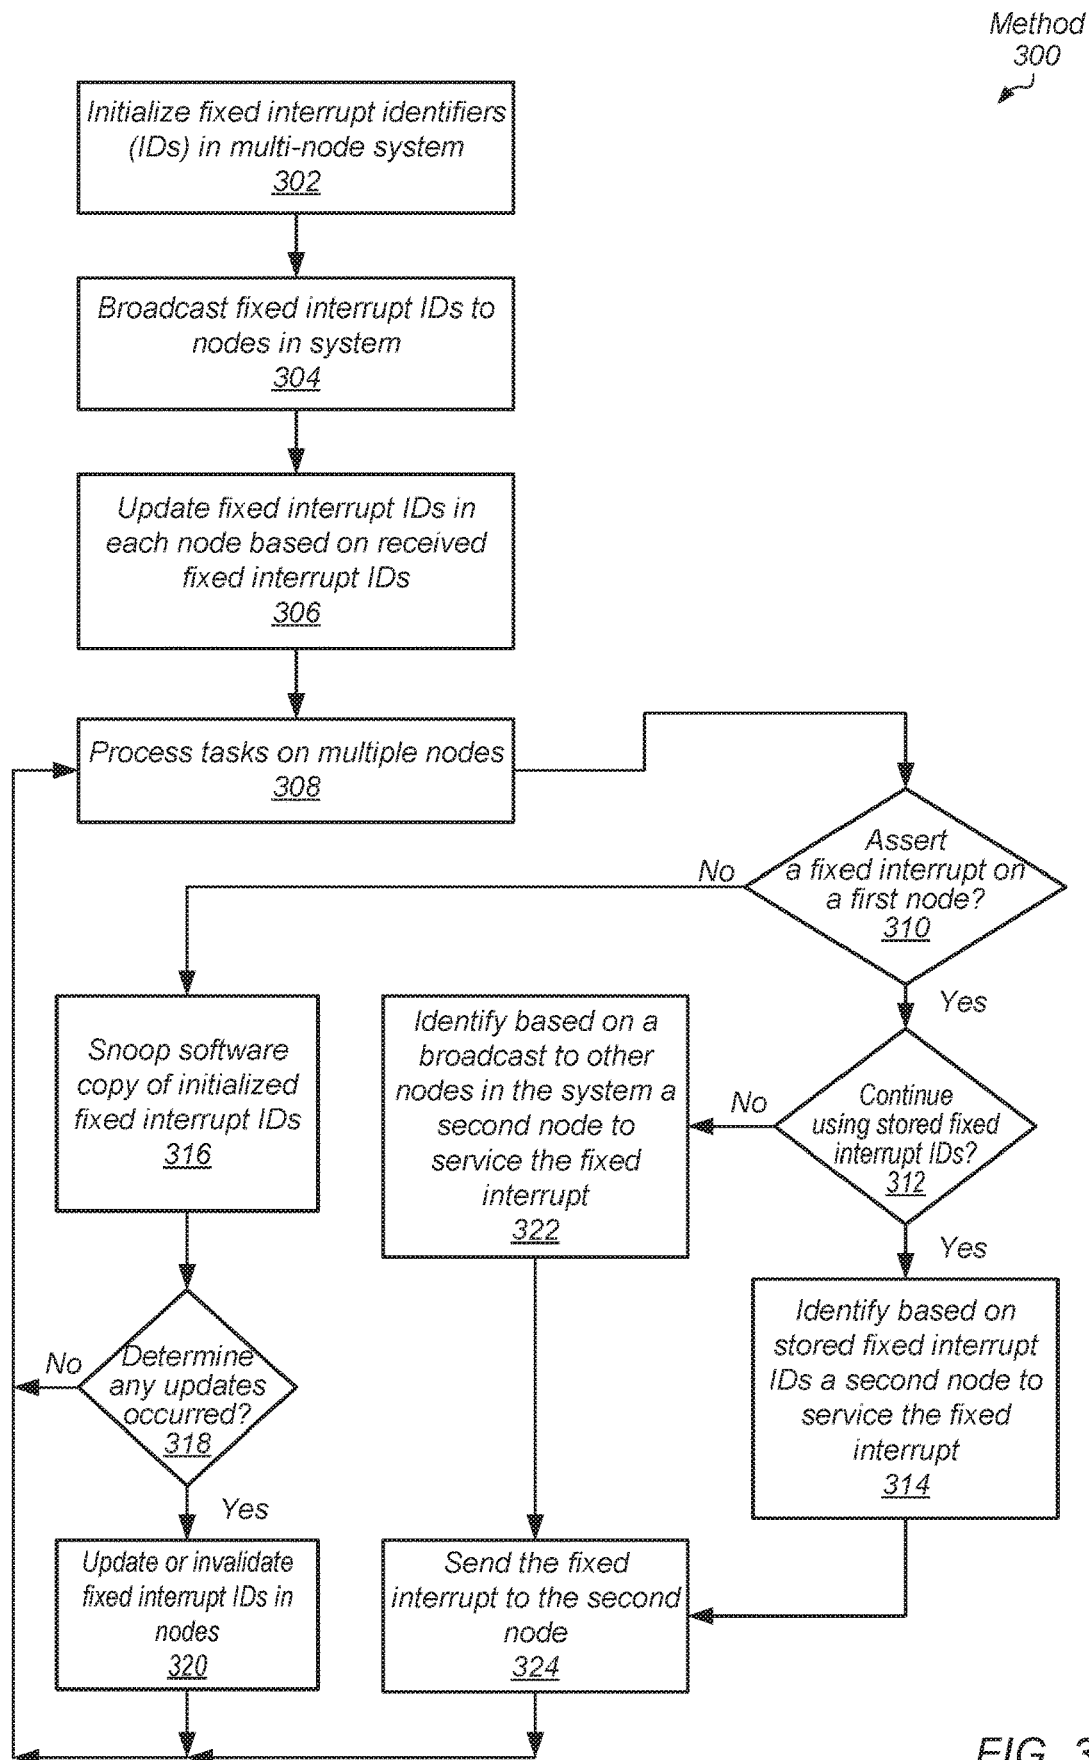 Method
300
Initialize fixed interrupt identifiers
(IDs) in multi-node system
302
Broadcast fixed interrupt IDs to
nodes in system
304
Update fixed interrupt IDs in
each node based on received
fixed interrupt IDs
306
Process tasks on multiple nodes
308
Assert
a fixed interrupt on
a first node?
310
No
Yes
Snoop software
copy of initialized
fixed interrupt IDs
316
Identify based on a
broadcast to other
nodes in the system a
second node to
service the fixed
interrupt
322
No
Continue
using stored fixed
interrupt IDs?
312
Yes
Identify based on
stored fixed interrupt
IDs a second node to
service the fixed
interrupt
314
No
Determine
any updates
occurred?
318
Yes
Update or invalidate
fixed interrupt IDs in
nodes
320
Send the fixed
interrupt to the second
node
324
FIG. 3